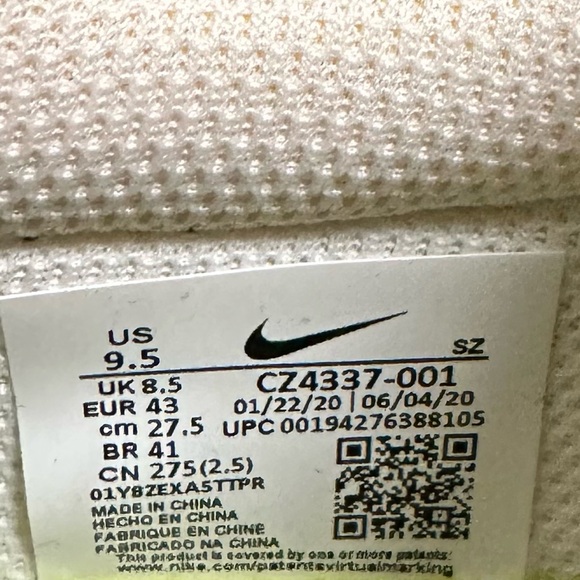 US
9.5
SZ
UK 8.5
CZ4337-001
EUR 43
01/22/20 | 06/04/20
cm 27.5
UPC 00194276388105
BR 41
CN 275(2.5)
01Y8ZEXA5TTPR
MADE IN CHINA
HECHO EN CHINA
FABRIQUE EN CHINE
FABRICADO NA CHINA
This product is covered by one or more patents:
www.nike.com/patentsvirtualmarking